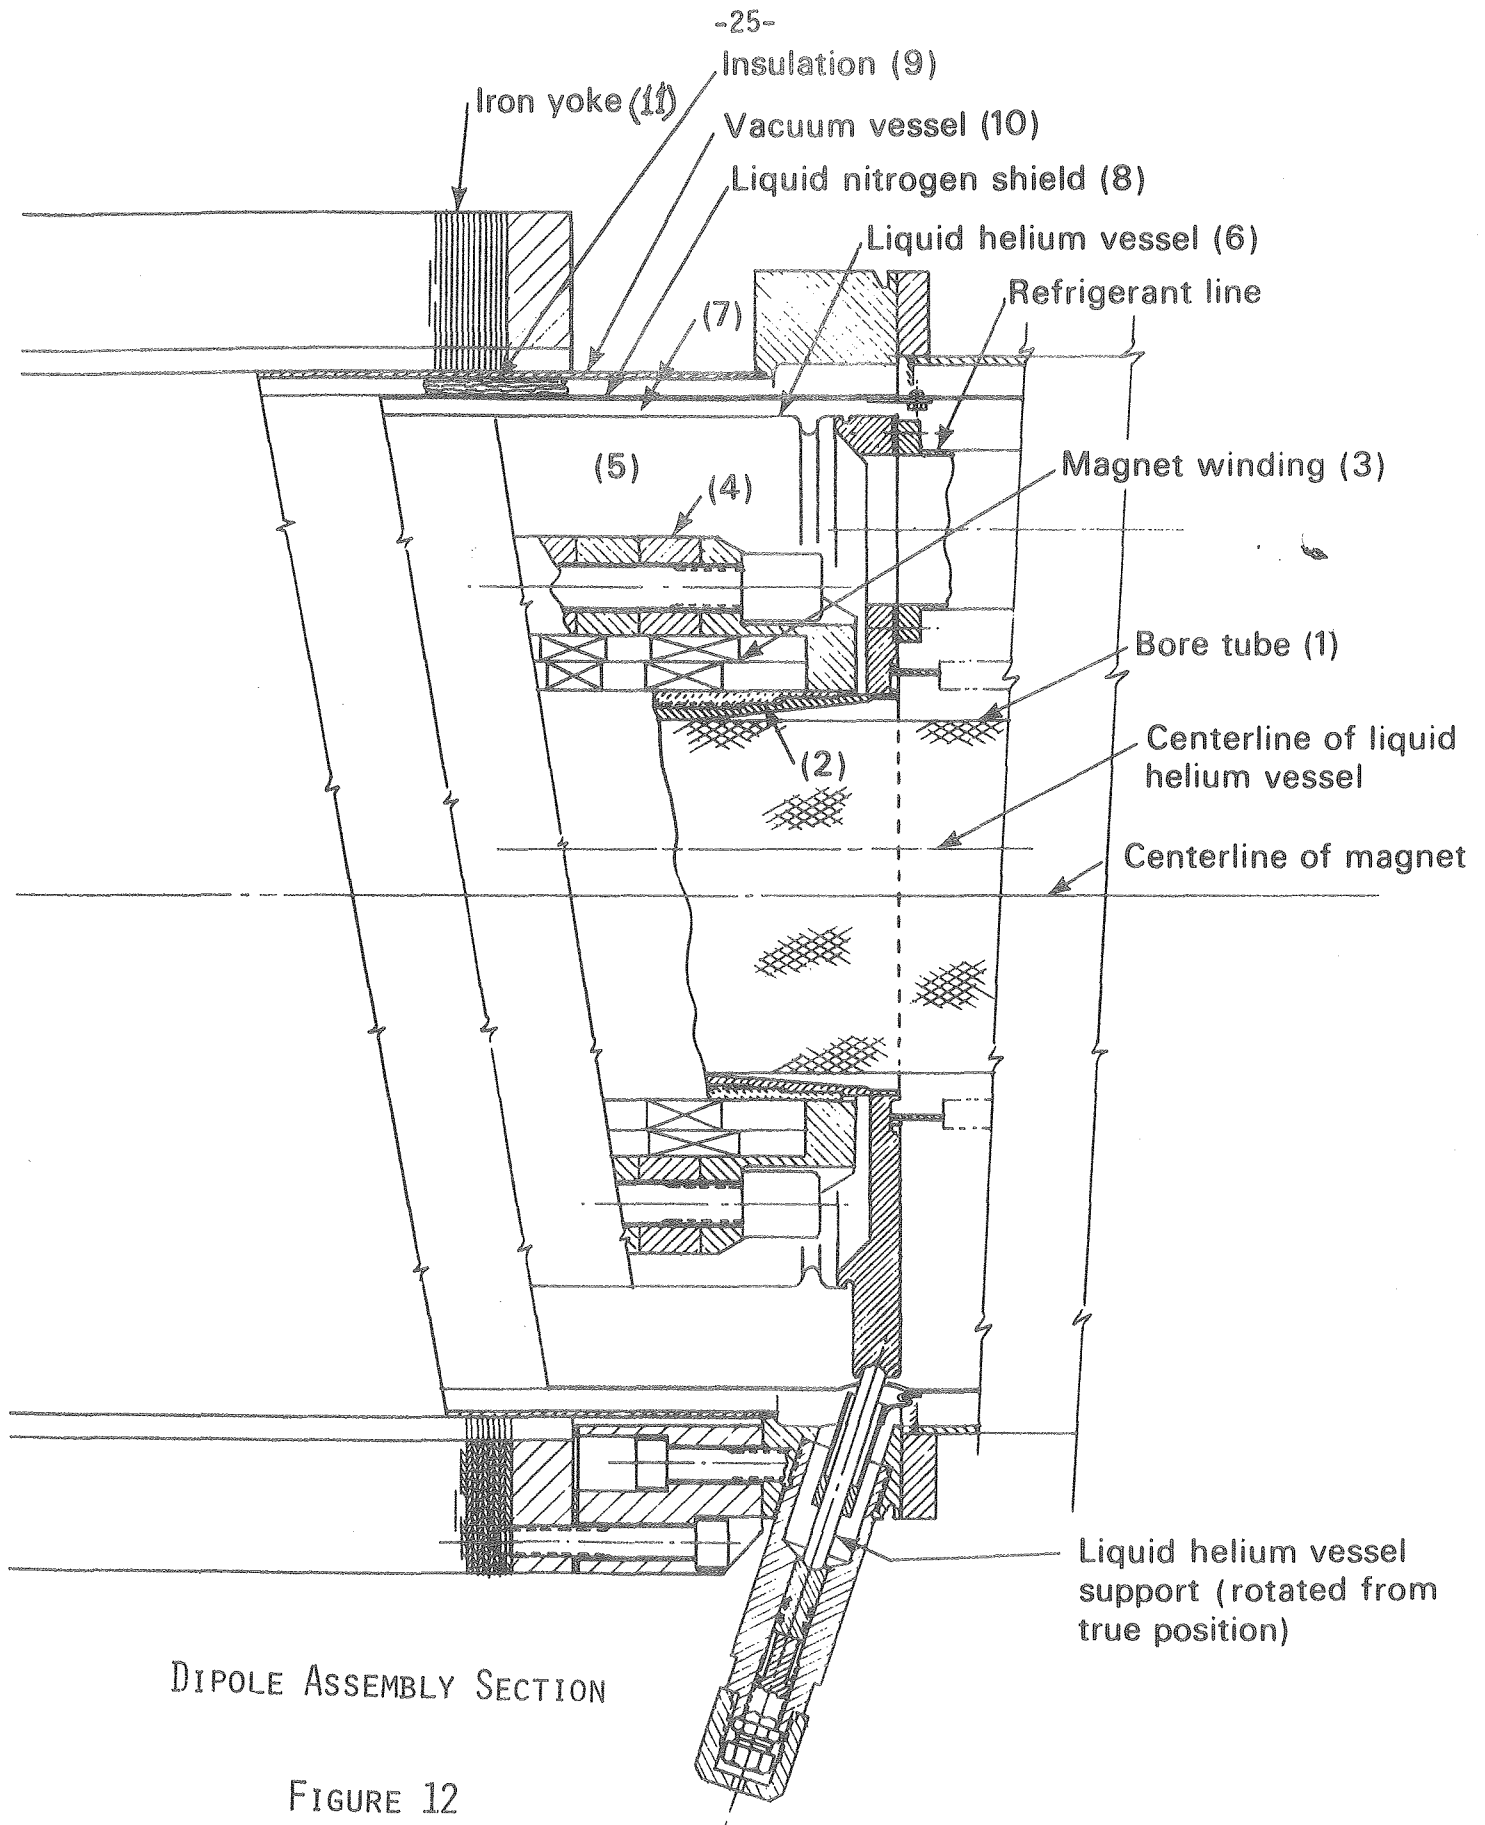 -25-
Insulation (9)
Iron yoke (11)
Vacuum vessel (10)
Liquid nitrogen shield (8)
Liquid helium vessel (6)
Refrigerant line
(7)
(5)
Magnet winding (3)
(4)
Bore tube (1)
Centerline of liquid
helium vessel
(2)
Centerline of magnet
Liquid helium vessel
support (rotated from
true position)
DIPOLE ASSEMBLY SECTION
FIGURE 12